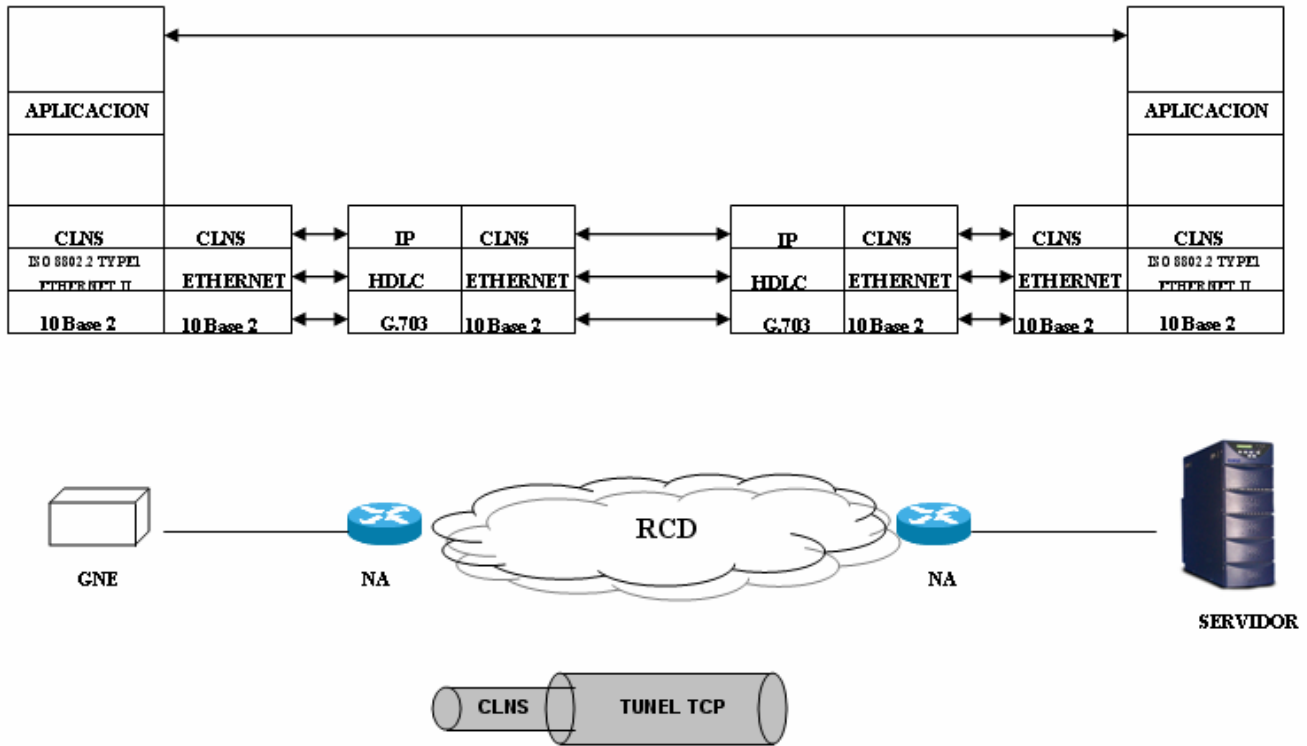 APLICACION APLICACION
CLNS CLNS IP CLNS IP CLNS CLNS CLNS
ISO 8802.2 TYPE1 ISO 8802.2 TYPE1
ETHERNET II ETHERNET HDLC ETHERNET HDLC ETHERNET ETHERNET ETHERNET II
10 Base 2 10 Base 2 G.703 10 Base 2 G.703 10 Base 2 10 Base 2 10 Base 2
RCD
GNE NA NA
SERVIDOR
CLNS TUNEL TCP